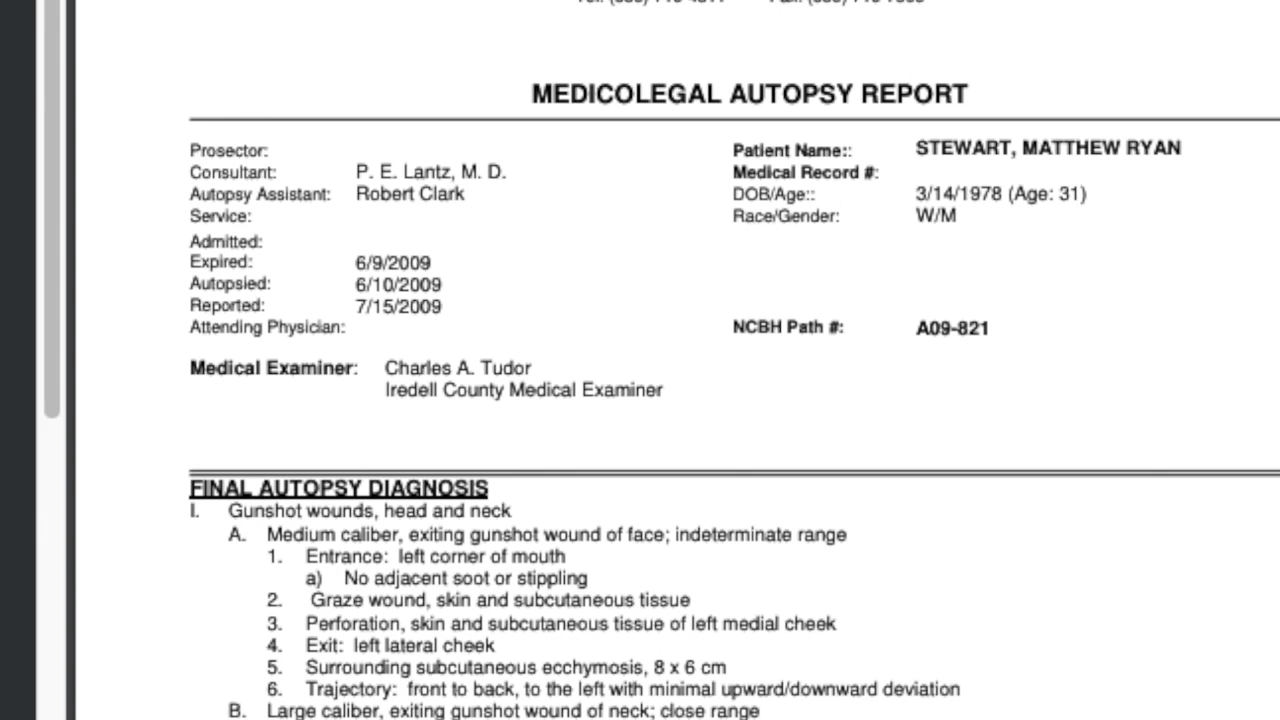 MEDICOLEGAL AUTOPSY REPORT
Prosector:
Consultant: P. E. Lantz, M. D.
Autopsy Assistant: Robert Clark
Service:
Admitted:
Expired: 6/9/2009
Autopsied: 6/10/2009
Reported: 7/15/2009
Attending Physician:
Patient Name:: STEWART, MATTHEW RYAN
Medical Record #:
DOB/Age:: 3/14/1978 (Age: 31)
Race/Gender: W/M
NCBH Path #: A09-821
Medical Examiner: Charles A. Tudor
Iredell County Medical Examiner
FINAL AUTOPSY DIAGNOSIS
I. Gunshot wounds, head and neck
A. Medium caliber, exiting gunshot wound of face; indeterminate range
1. Entrance: left corner of mouth
a) No adjacent soot or stippling
2. Graze wound, skin and subcutaneous tissue
3. Perforation, skin and subcutaneous tissue of left medial cheek
4. Exit: left lateral cheek
5. Surrounding subcutaneous ecchymosis, 8 x 6 cm
6. Trajectory: front to back, to the left with minimal upward/downward deviation
B. Large caliber, exiting gunshot wound of neck; close range